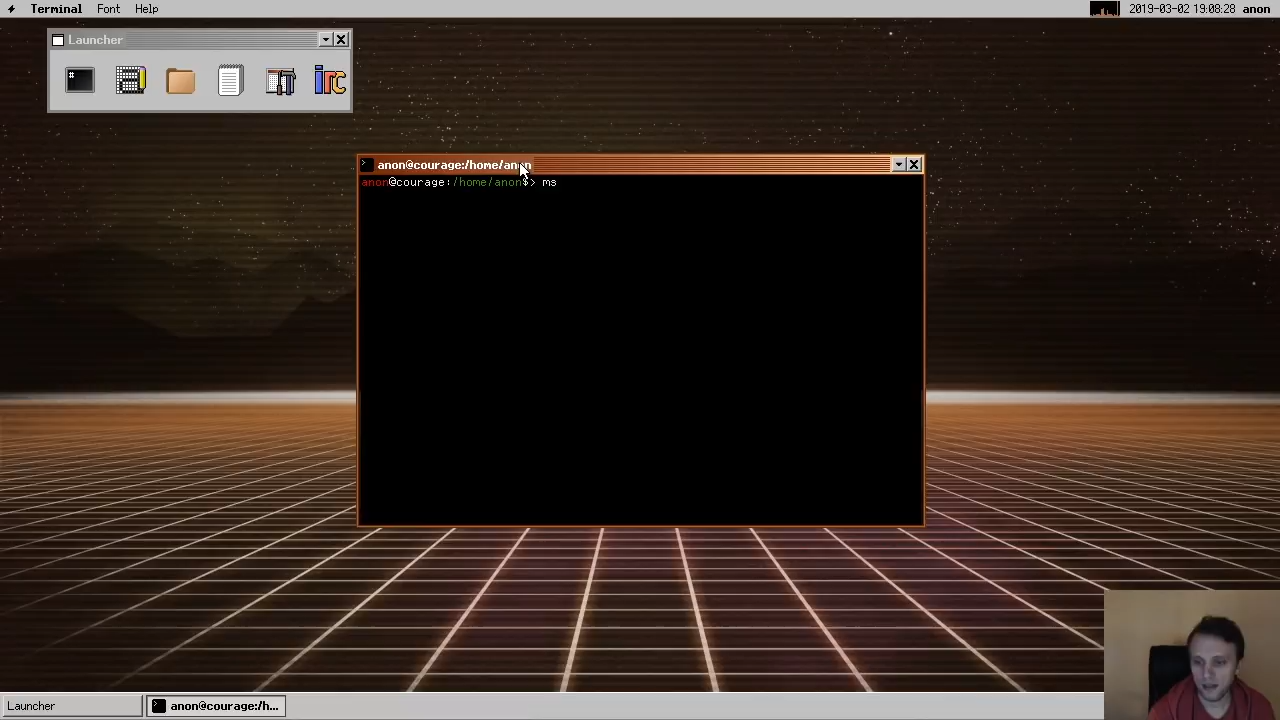 Terminal Font Help
2019-03-02 19:08:28 anon
Launcher
irc
anon@courage:/home/anon
anon@courage:/home/anon$> ms
Launcher
anon@courage:/h...